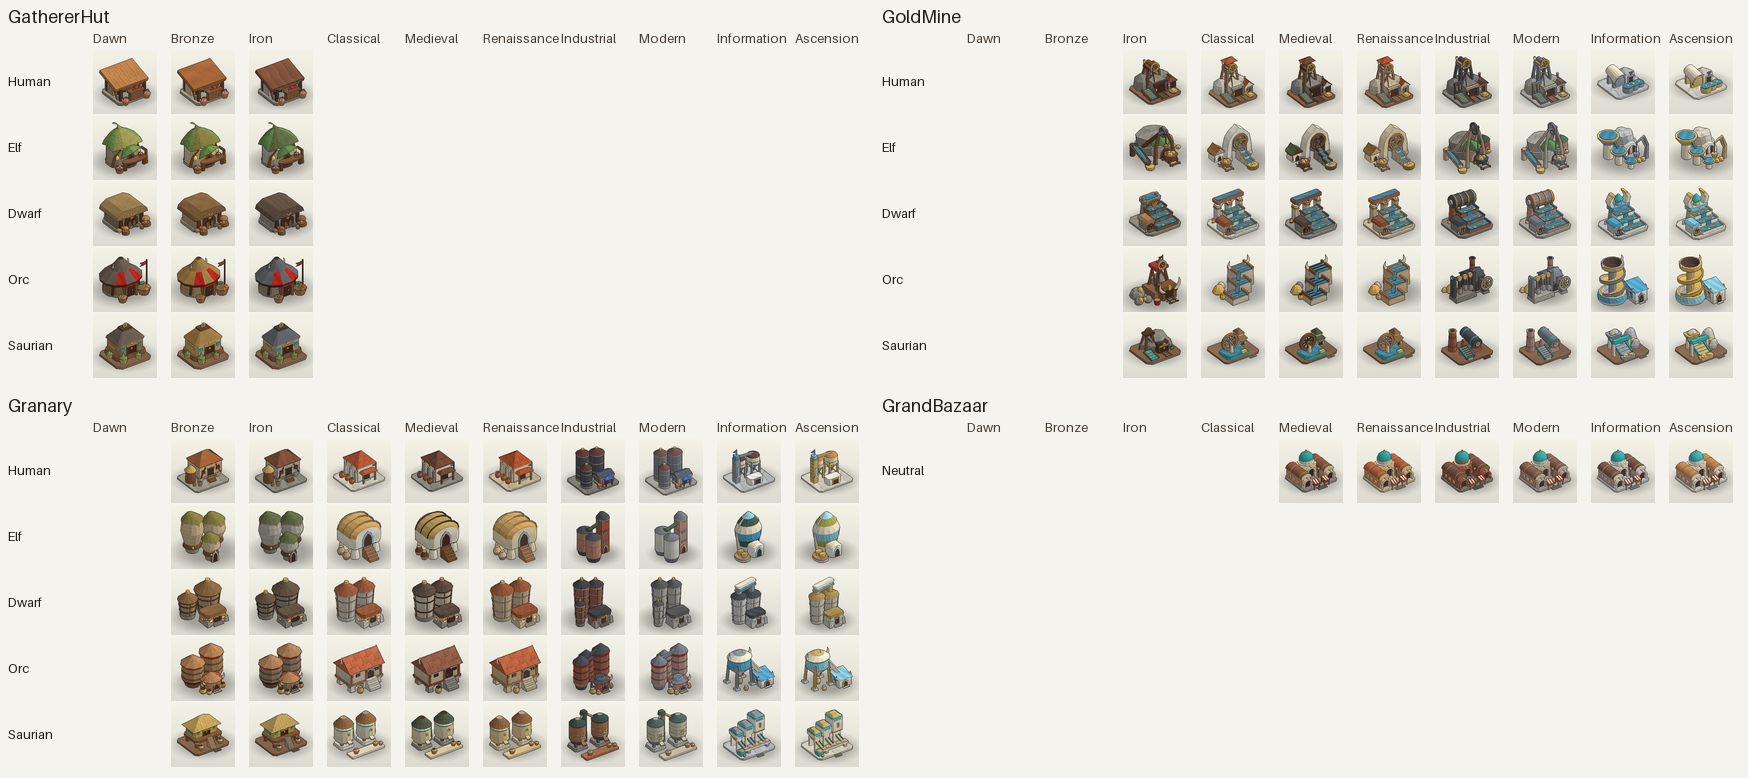 GathererHut
Dawn Bronze Iron Classical Medieval Renaissance Industrial Modern Information Ascension
Human
Elf
Dwarf
Orc
Saurian
GoldMine
Dawn Bronze Iron Classical Medieval Renaissance Industrial Modern Information Ascension
Human
Elf
Dwarf
Orc
Saurian
Granary
Dawn Bronze Iron Classical Medieval Renaissance Industrial Modern Information Ascension
Human
Elf
Dwarf
Orc
Saurian
GrandBazaar
Dawn Bronze Iron Classical Medieval Renaissance Industrial Modern Information Ascension
Neutral